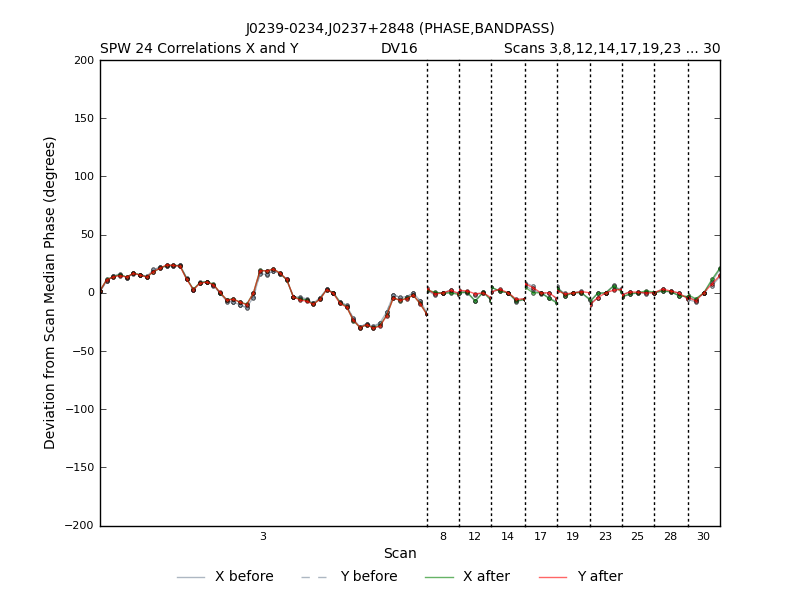 J0239-0234,J0237+2848 (PHASE,BANDPASS)
SPW 24 Correlations X and Y DV16 Scans 3,8,12,14,17,19,23 ... 30
200
150
100
50
0
−50
−100
−150
−200
Deviation from Scan Median Phase (degrees)
3 8 12 14 17 19 23 25 28 30
Scan
X before Y before X after Y after